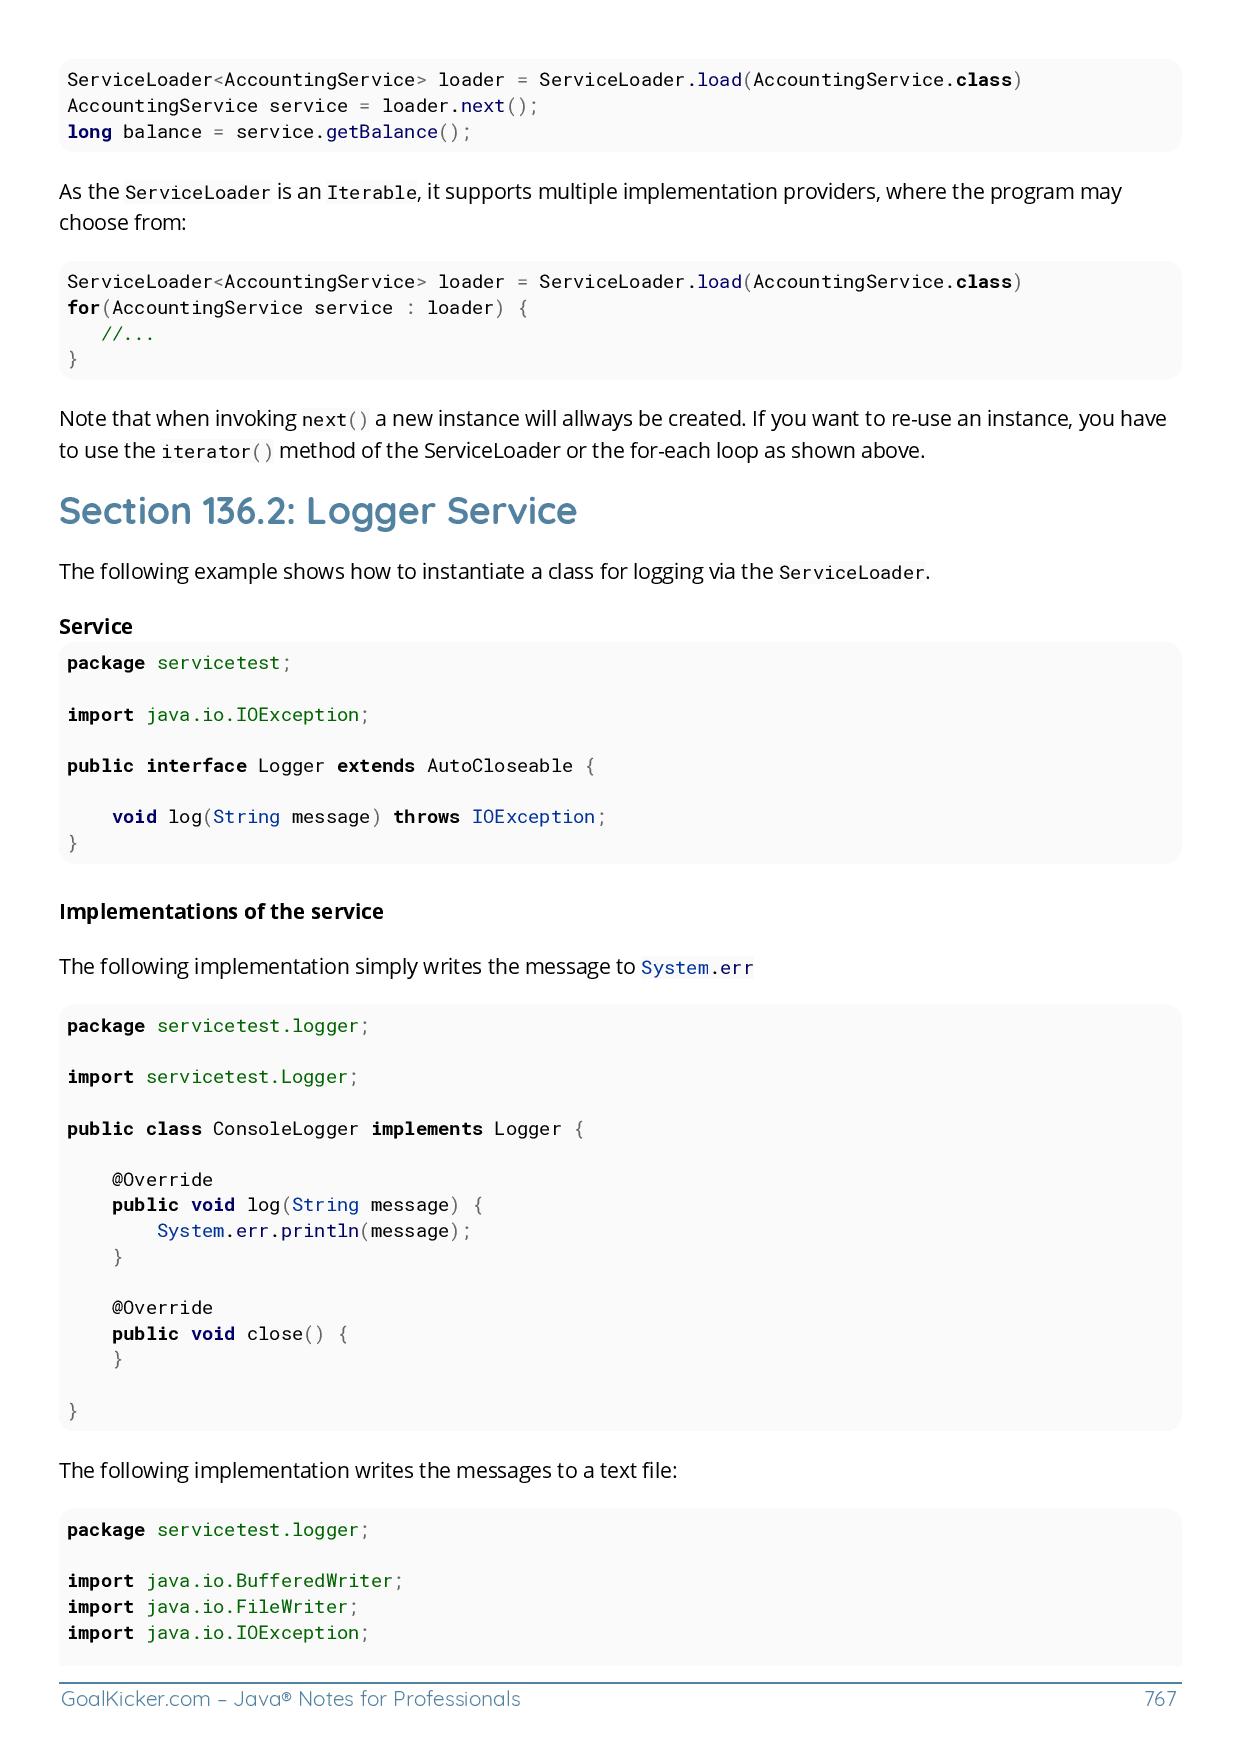 ServiceLoader<AccountingService> loader = ServiceLoader.load(AccountingService.class)
AccountingService service = loader.next();
long balance = service.getBalance();
As the ServiceLoader is an Iterable, it supports multiple implementation providers, where the program may
choose from:
ServiceLoader<AccountingService> loader = ServiceLoader.load(AccountingService.class)
for(AccountingService service : loader) {
   //...
}
Note that when invoking next() a new instance will allways be created. If you want to re-use an instance, you have
to use the iterator() method of the ServiceLoader or the for-each loop as shown above.
Section 136.2: Logger Service
The following example shows how to instantiate a class for logging via the ServiceLoader.
Service
package servicetest;
import java.io.IOException;
public interface Logger extends AutoCloseable {
    void log(String message) throws IOException;
}
Implementations of the service
The following implementation simply writes the message to System.err
package servicetest.logger;
import servicetest.Logger;
public class ConsoleLogger implements Logger {
    @Override
    public void log(String message) {
        System.err.println(message);
    }
    @Override
    public void close() {
    }
}
The following implementation writes the messages to a text file:
package servicetest.logger;
import java.io.BufferedWriter;
import java.io.FileWriter;
import java.io.IOException;
GoalKicker.com – Java® Notes for Professionals 767